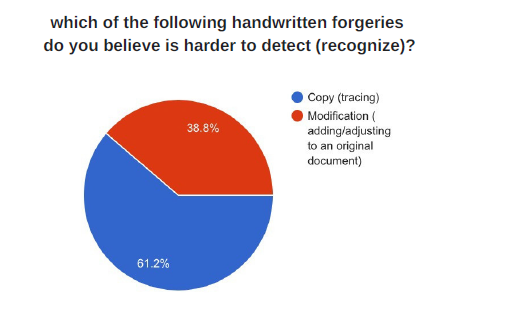 which of the following handwritten forgeries
do you believe is harder to detect (recognize)?
Copy (tracing)
Modification (
adding/adjusting
to an original
document)
38.8%
61.2%